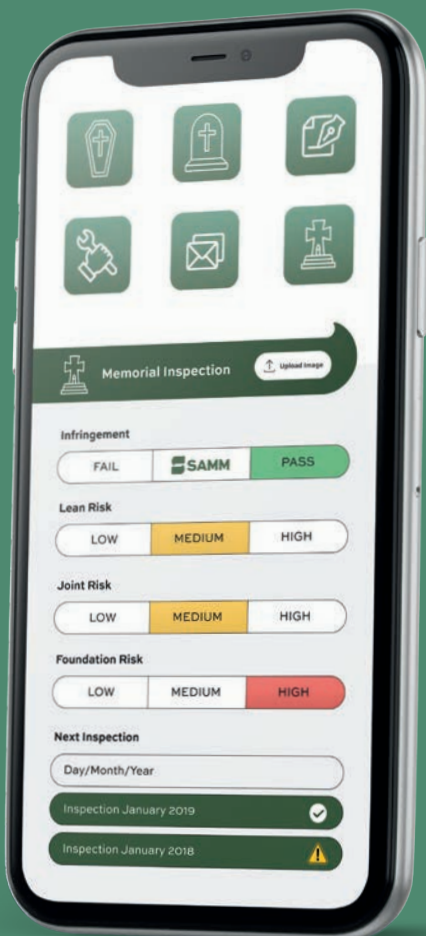 Memorial Inspection
Upload Image
Infringement
FAIL SAMM PASS
Lean Risk
LOW MEDIUM HIGH
Joint Risk
LOW MEDIUM HIGH
Foundation Risk
LOW MEDIUM HIGH
Next Inspection
Day/Month/Year
Inspection January 2019
Inspection January 2018